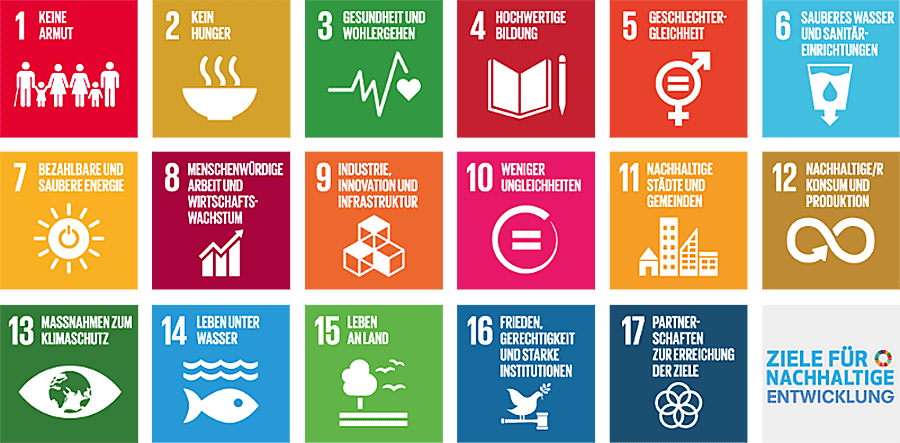 1 KEINE
ARMUT
2 KEIN
HUNGER
3 GESUNDHEIT UND
WOHLERGEHEN
4 HOCHWERTIGE
BILDUNG
5 GESCHLECHTER-
GLEICHHEIT
6 SAUBERES WASSER
UND SANITÄR-
EINRICHTUNGEN
7 BEZAHLBARE UND
SAUBERE ENERGIE
8 MENSCHENWÜRDIGE
ARBEIT UND
WIRTSCHAFTS-
WACHSTUM
9 INDUSTRIE,
INNOVATION UND
INFRASTRUKTUR
10 WENIGER
UNGLEICHHEITEN
11 NACHHALTIGE
STÄDTE UND
GEMEINDEN
12 NACHHALTIGE/R
KONSUM UND
PRODUKTION
13 MASSNAHMEN ZUM
KLIMASCHUTZ
14 LEBEN UNTER
WASSER
15 LEBEN
AN LAND
16 FRIEDEN,
GERECHTIGKEIT
UND STARKE
INSTITUTIONEN
17 PARTNER-
SCHAFTEN
ZUR ERREICHUNG
DER ZIELE
ZIELE FÜR
NACHHALTIGE
ENTWICKLUNG